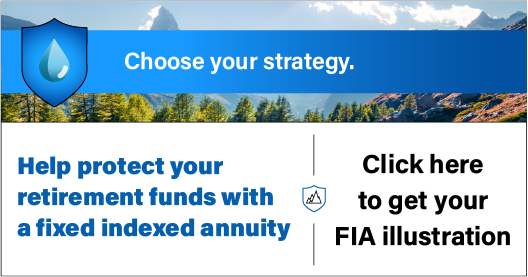 Choose your strategy.
Help protect your
retirement funds with
a fixed indexed annuity
Click here
to get your
FIA illustration